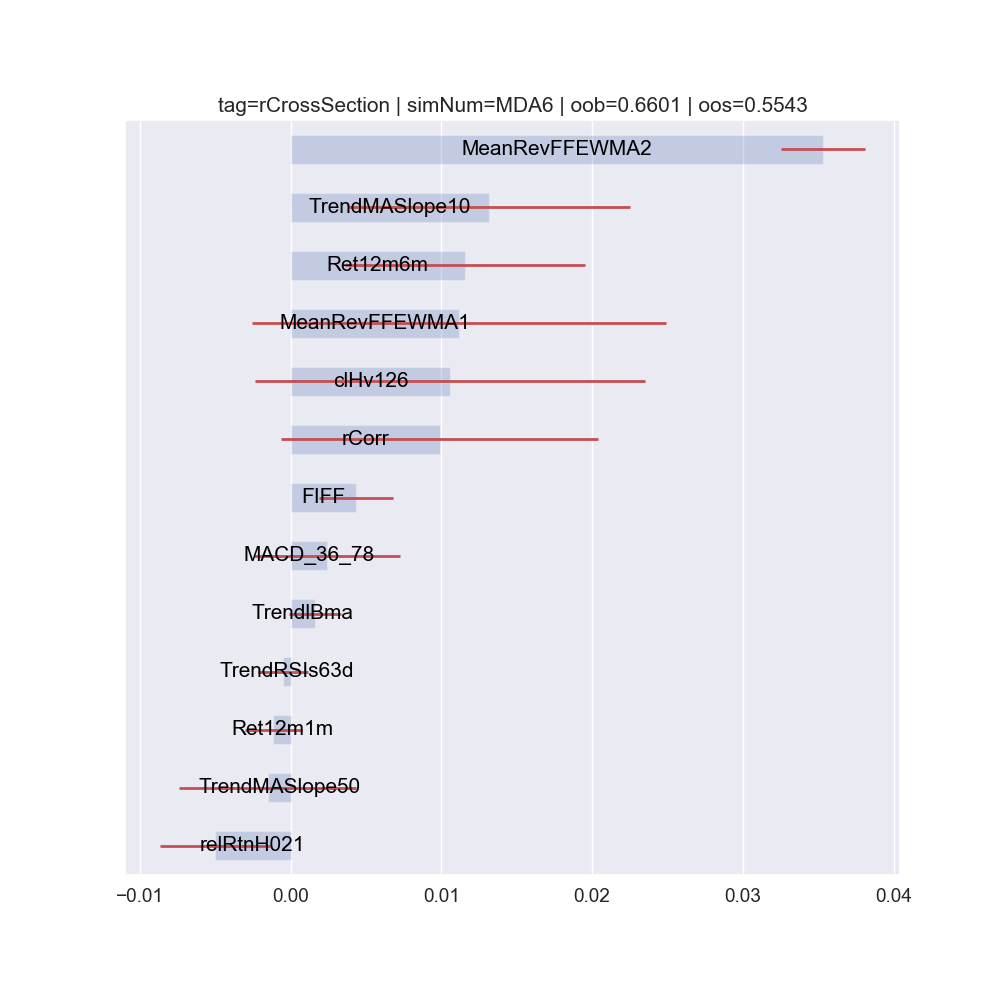 tag=rCrossSection | simNum=MDA6 | oob=0.6601 | oos=0.5543
MeanRevFFEWMA2
TrendMASlope10
Ret12m6m
MeanRevFFEWMA1
clHv126
rCorr
FIFF
MACD_36_78
TrendIBma
TrendRSIs63d
Ret12m1m
TrendMASlope50
relRtnH021
−0.01 0.00 0.01 0.02 0.03 0.04